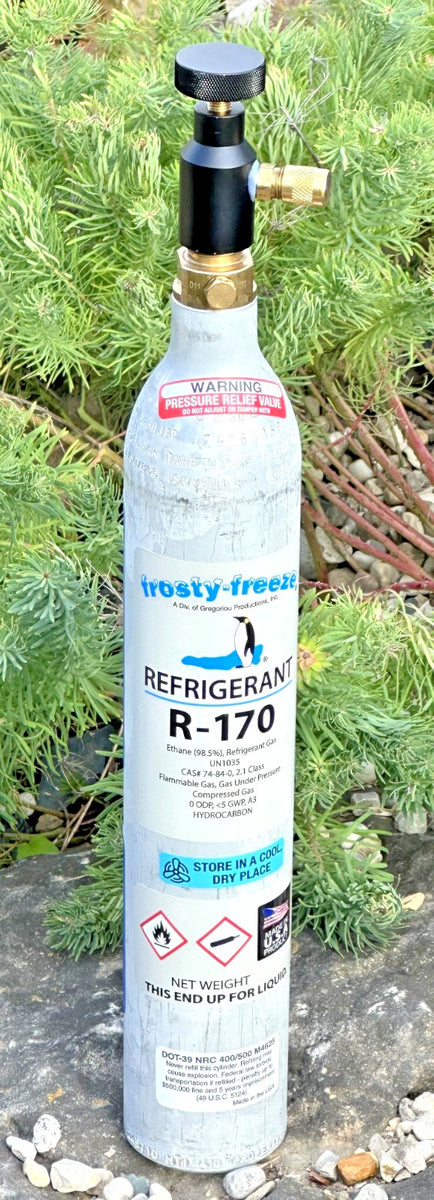 WARNING
PRESSURE RELIEF VALVE
DO NOT ADJUST OR TAMPER WITH
frosty-freeze
A Div. of Gregoriou Productions, Inc.
REFRIGERANT
R-170
Ethane (98.5%), Refrigerant Gas
UN1035
CAS# 74-84-0, 2.1 Class
Flammable Gas, Gas Under Pressure
Compressed Gas
0 ODP, <5 GWP, A3
HYDROCARBON
STORE IN A COOL,
DRY PLACE
MADE IN
U.S.A
PRODUCT
NET WEIGHT
THIS END UP FOR LIQUID
DOT-39 NRC 400/500 M4625
Never refill this cylinder. Refilling may
cause explosion. Federal law forbids
transportation if refilled - penalty up to
$500,000 fine and 5 years imprisonment
(49 U.S.C. 5124).
Made in the USA